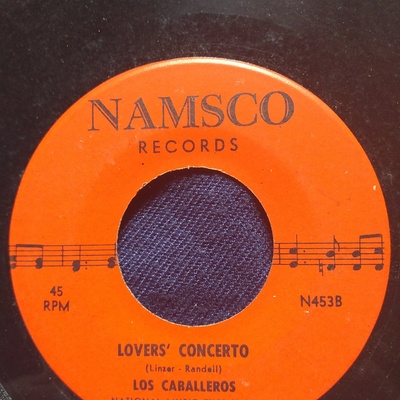 NAMSCO
RECORDS
45
RPM
N453B
LOVERS' CONCERTO
(Linzer - Randell)
LOS CABALLEROS